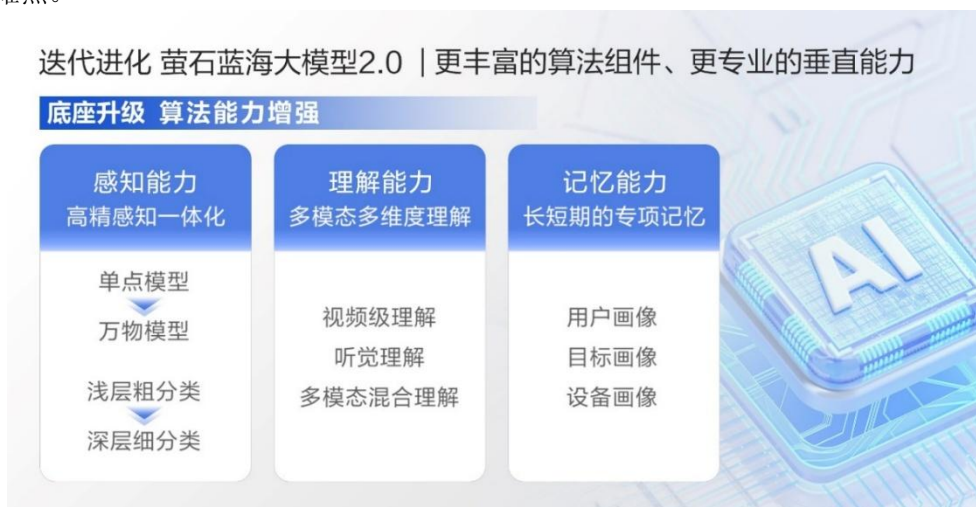 迭代进化 萤石蓝海大模型2.0 | 更丰富的算法组件、更专业的垂直能力
底座升级 算法能力增强
感知能力
高精感知一体化
单点模型
万物模型
浅层粗分类
深层细分类
理解能力
多模态多维度理解
视频级理解
听觉理解
多模态混合理解
记忆能力
长短期的专项记忆
用户画像
目标画像
设备画像
AI